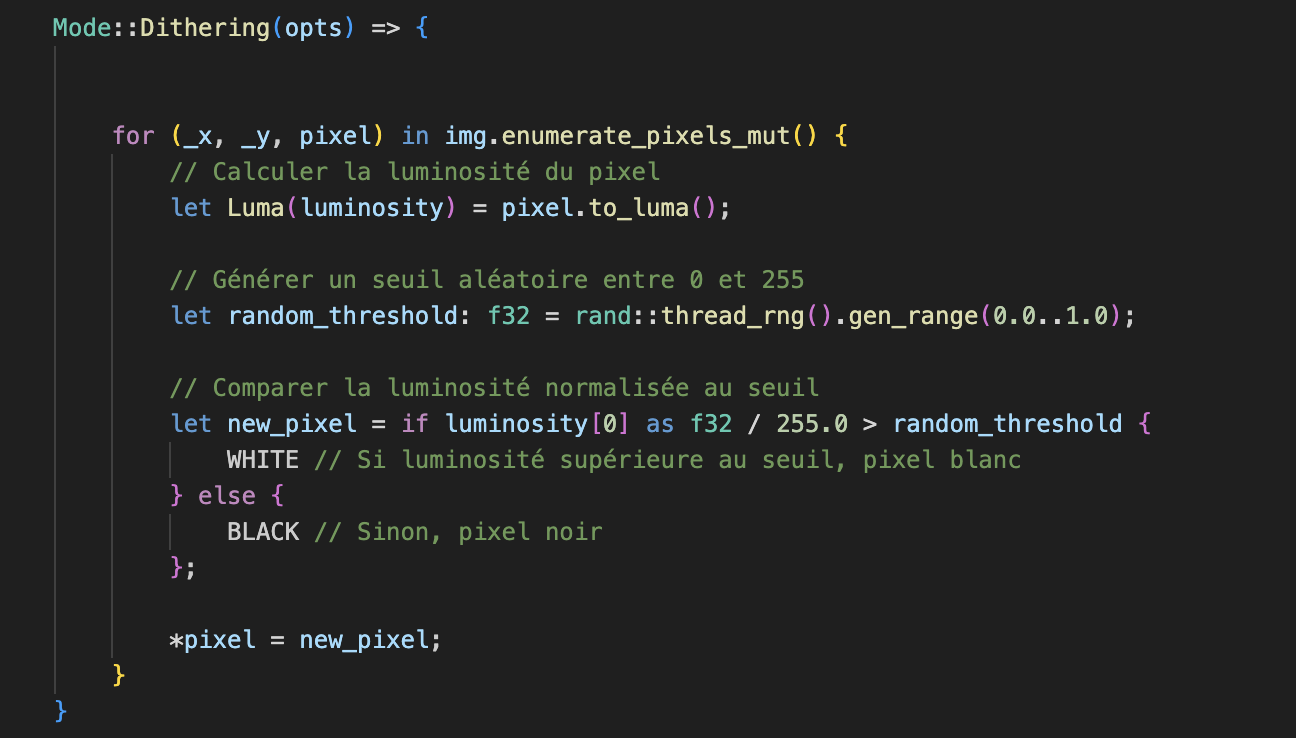 Mode::Dithering(opts) => {
for (_x, _y, pixel) in img.enumerate_pixels_mut() {
// Calculer la luminosité du pixel
let Luma(luminosity) = pixel.to_luma();
// Générer un seuil aléatoire entre 0 et 255
let random_threshold: f32 = rand::thread_rng().gen_range(0.0..1.0);
// Comparer la luminosité normalisée au seuil
let new_pixel = if luminosity[0] as f32 / 255.0 > random_threshold {
WHITE // Si luminosité supérieure au seuil, pixel blanc
} else {
BLACK // Sinon, pixel noir
};
*pixel = new_pixel;
}
}